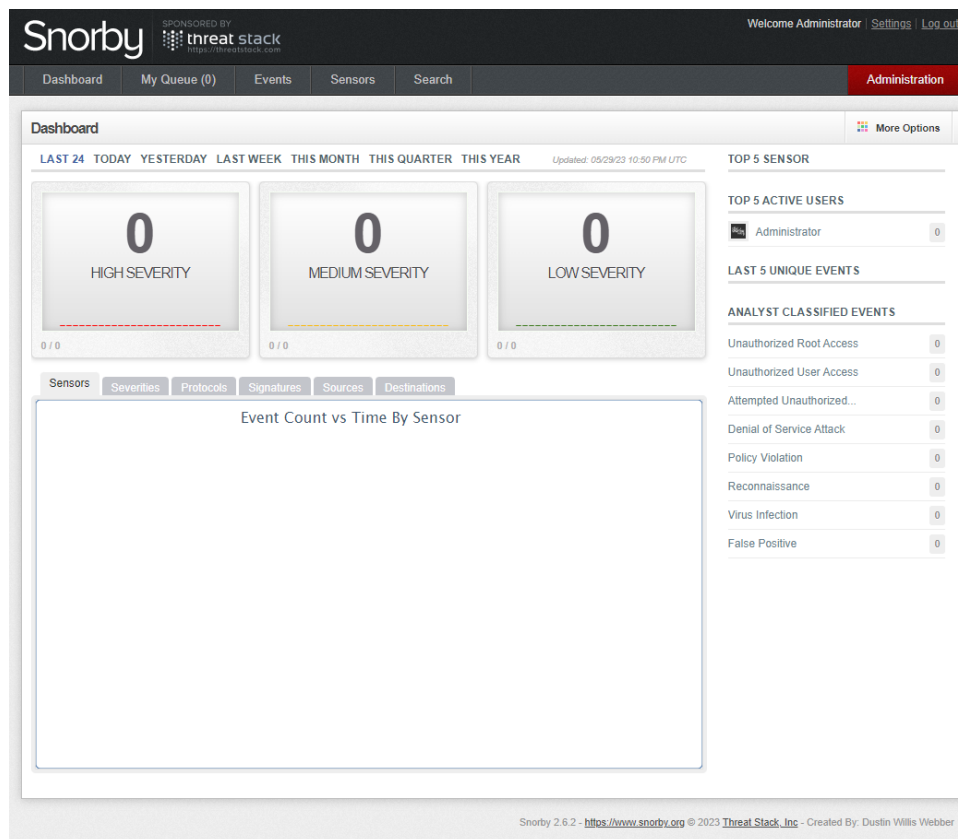 Snorby
SPONSORED BY
threat stack
https://threatstack.com
Welcome Administrator | Settings | Log out
Dashboard My Queue (0) Events Sensors Search Administration
Dashboard More Options
LAST 24 TODAY YESTERDAY LAST WEEK THIS MONTH THIS QUARTER THIS YEAR Updated: 05/29/23 10:50 PM UTC
0 0 0
HIGH SEVERITY MEDIUM SEVERITY LOW SEVERITY
0 / 0 0 / 0 0 / 0
Sensors Severities Protocols Signatures Sources Destinations
Event Count vs Time By Sensor
TOP 5 SENSOR
TOP 5 ACTIVE USERS
Administrator 0
LAST 5 UNIQUE EVENTS
ANALYST CLASSIFIED EVENTS
Unauthorized Root Access 0
Unauthorized User Access 0
Attempted Unauthorized... 0
Denial of Service Attack 0
Policy Violation 0
Reconnaissance 0
Virus Infection 0
False Positive 0
Snorby 2.6.2 - https://www.snorby.org © 2023 Threat Stack, Inc - Created By: Dustin Willis Webber